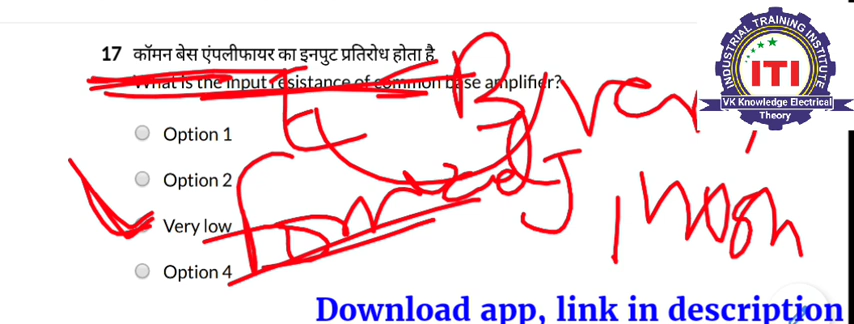 17 कॉमन बेस एंपलीफायर का इनपुट प्रतिरोध होता है
What is the input resistance of common base amplifier?
Option 1
Option 2
Very low
Option 4
INDUSTRIAL TRAINING INSTITUTE
ITI
VK Knowledge Electrical
Theory
Download app, link in description